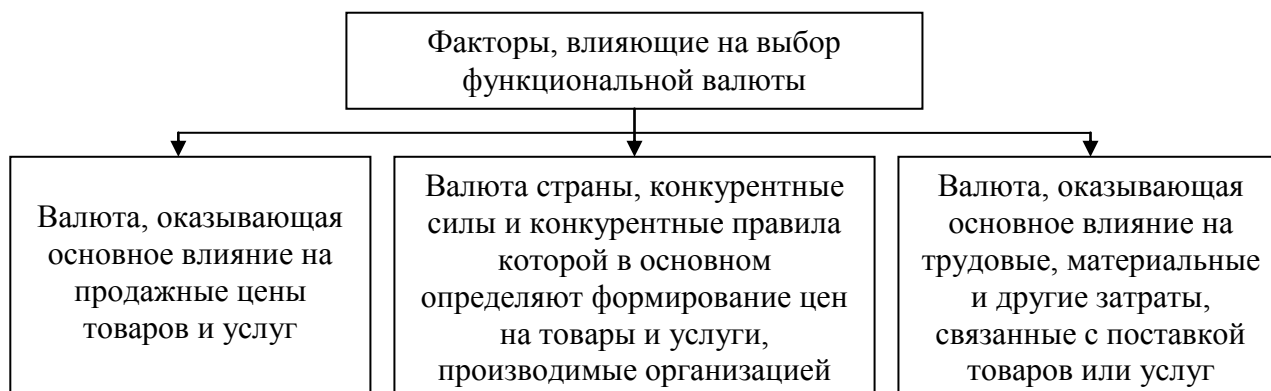 Факторы, влияющие на выбор
функциональной валюты
Валюта, оказывающая
основное влияние на
продажные цены
товаров и услуг
Валюта страны, конкурентные
силы и конкурентные правила
которой в основном
определяют формирование цен
на товары и услуги,
производимые организацией
Валюта, оказывающая
основное влияние на
трудовые, материальные
и другие затраты,
связанные с поставкой
товаров или услуг